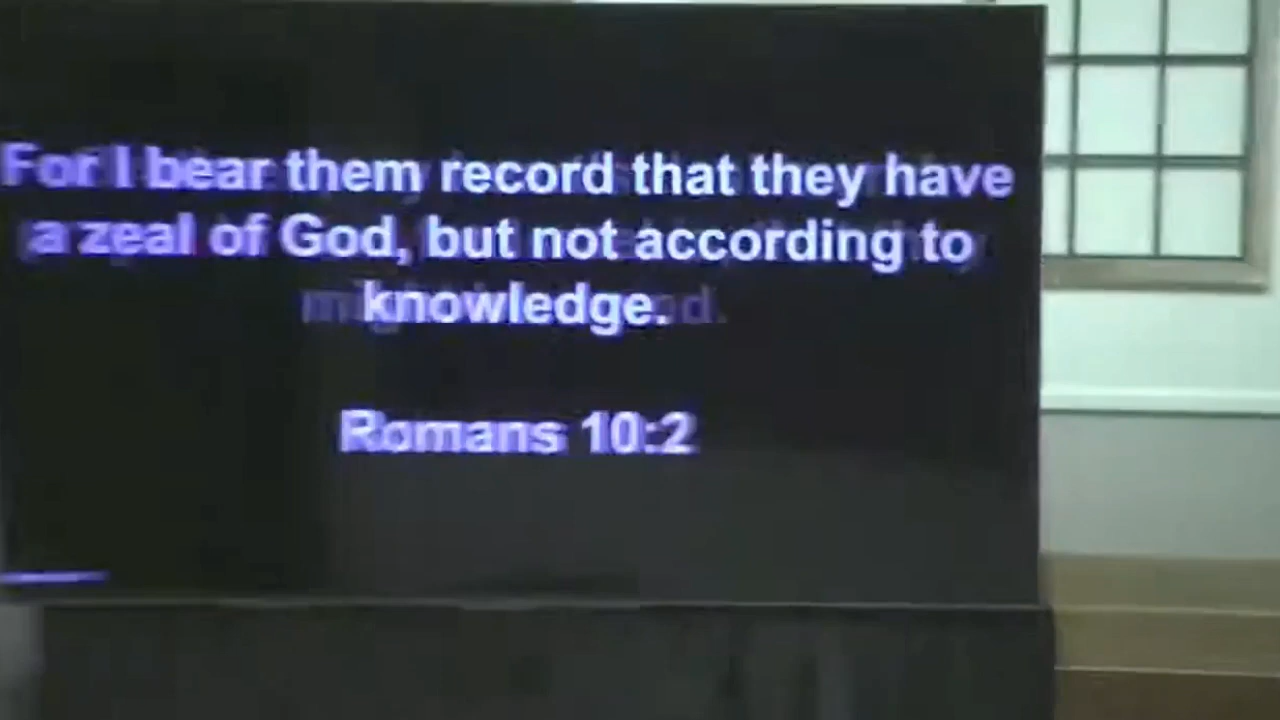 For I bear them record that they have
a zeal of God, but not according to
knowledge.
Romans 10:2